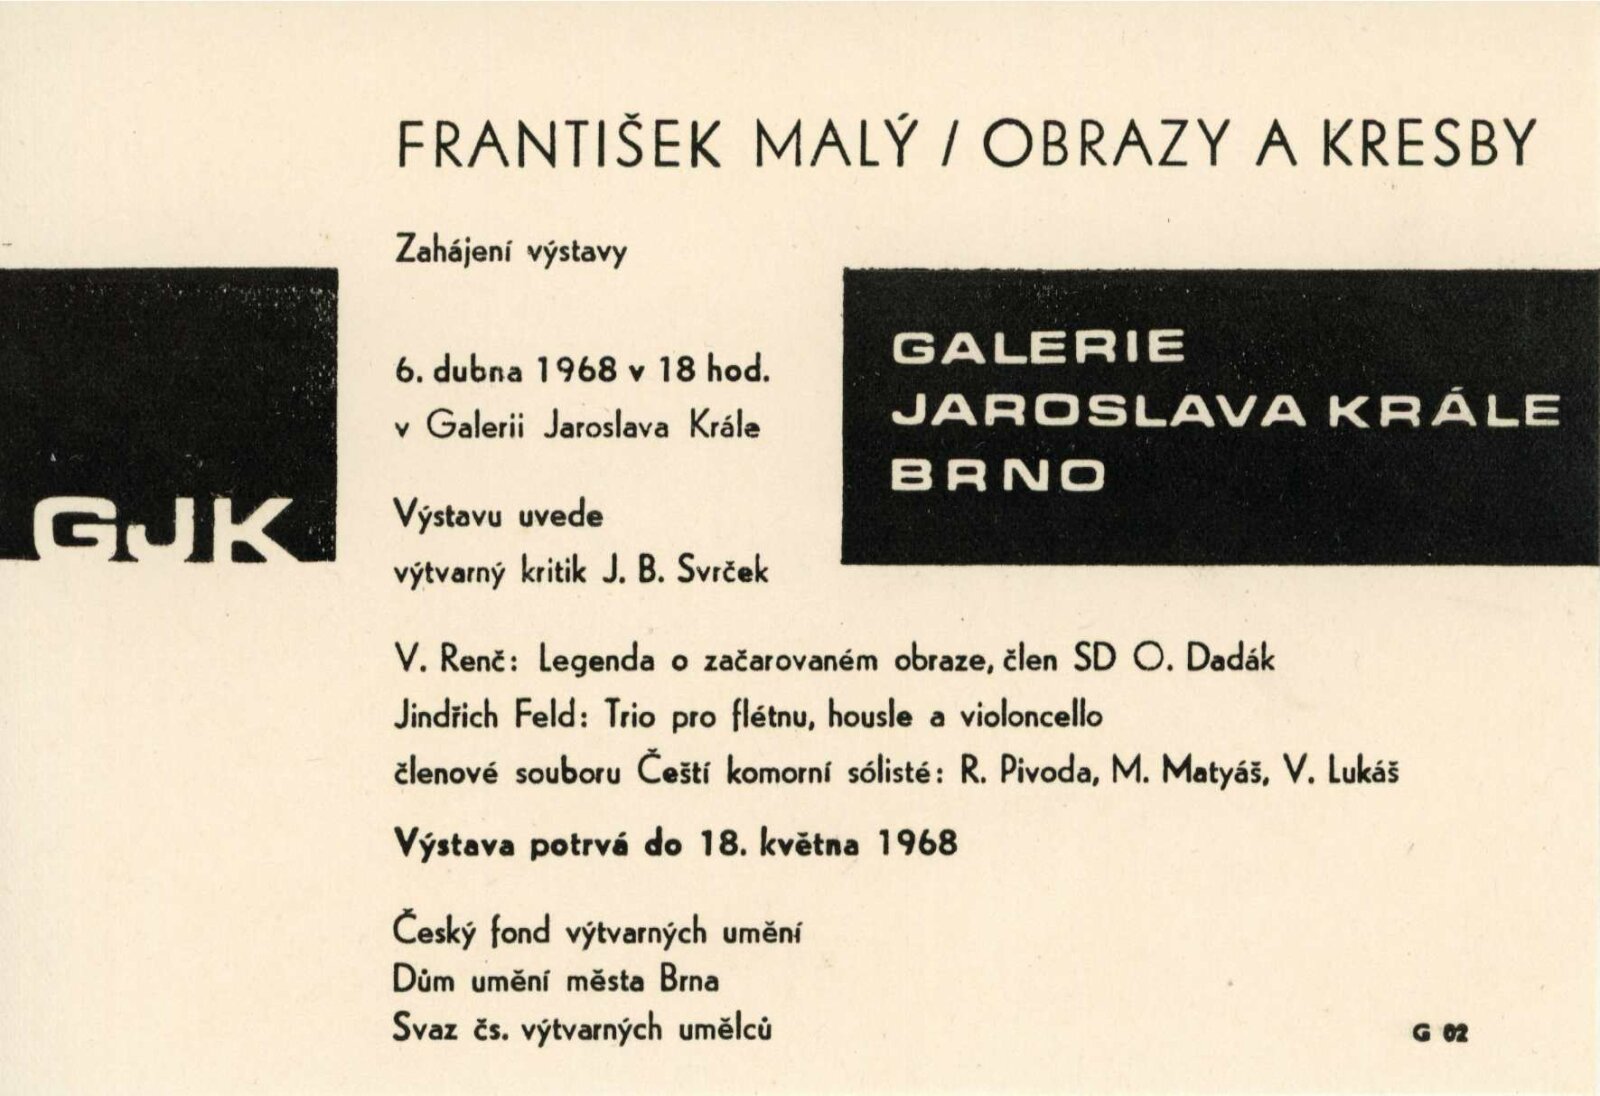 FRANTIŠEK MALÝ / OBRAZY A KRESBY
Zahájení výstavy
6. dubna 1968 v 18 hod.
v Galerii Jaroslava Krále
Výstavu uvede
výtvarný kritik J. B. Svrček
GJK
GALERIE
JAROSLAVA KRÁLE
BRNO
V. Renč: Legenda o začarovaném obraze, člen SD O. Dadák
Jindřich Feld: Trio pro flétnu, housle a violoncello
členové souboru Čeští komorní sólisté: R. Pivoda, M. Matyáš, V. Lukáš
Výstava potrvá do 18. května 1968
Český fond výtvarných umění
Dům umění města Brna
Svaz čs. výtvarných umělců
G 02